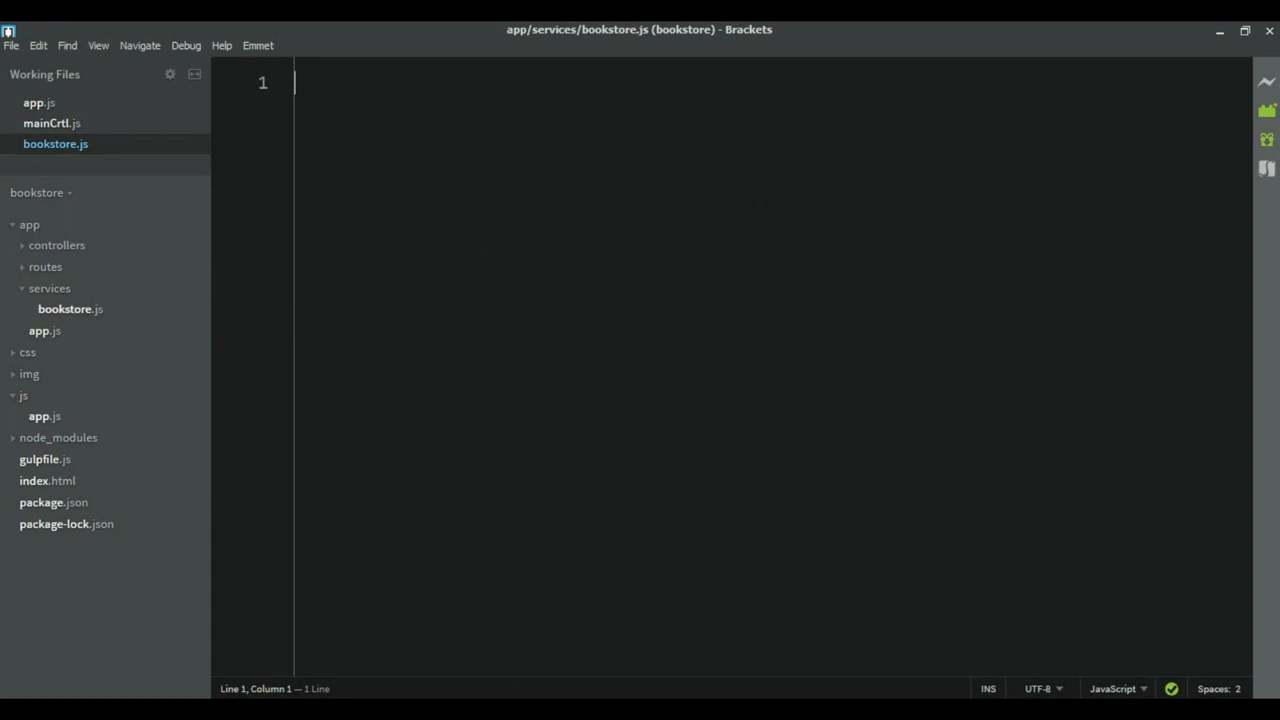 app/services/bookstore.js (bookstore) - Brackets
File Edit Find View Navigate Debug Help Emmet
Working Files
app.js
mainCrtl.js
bookstore.js
bookstore
app
controllers
routes
services
bookstore.js
app.js
css
img
js
app.js
node_modules
gulpfile.js
index.html
package.json
package-lock.json
1
Line 1, Column 1 — 1 Line
INS UTF-8 JavaScript Spaces: 2